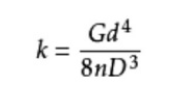 k = Gd⁴ / 8nD³